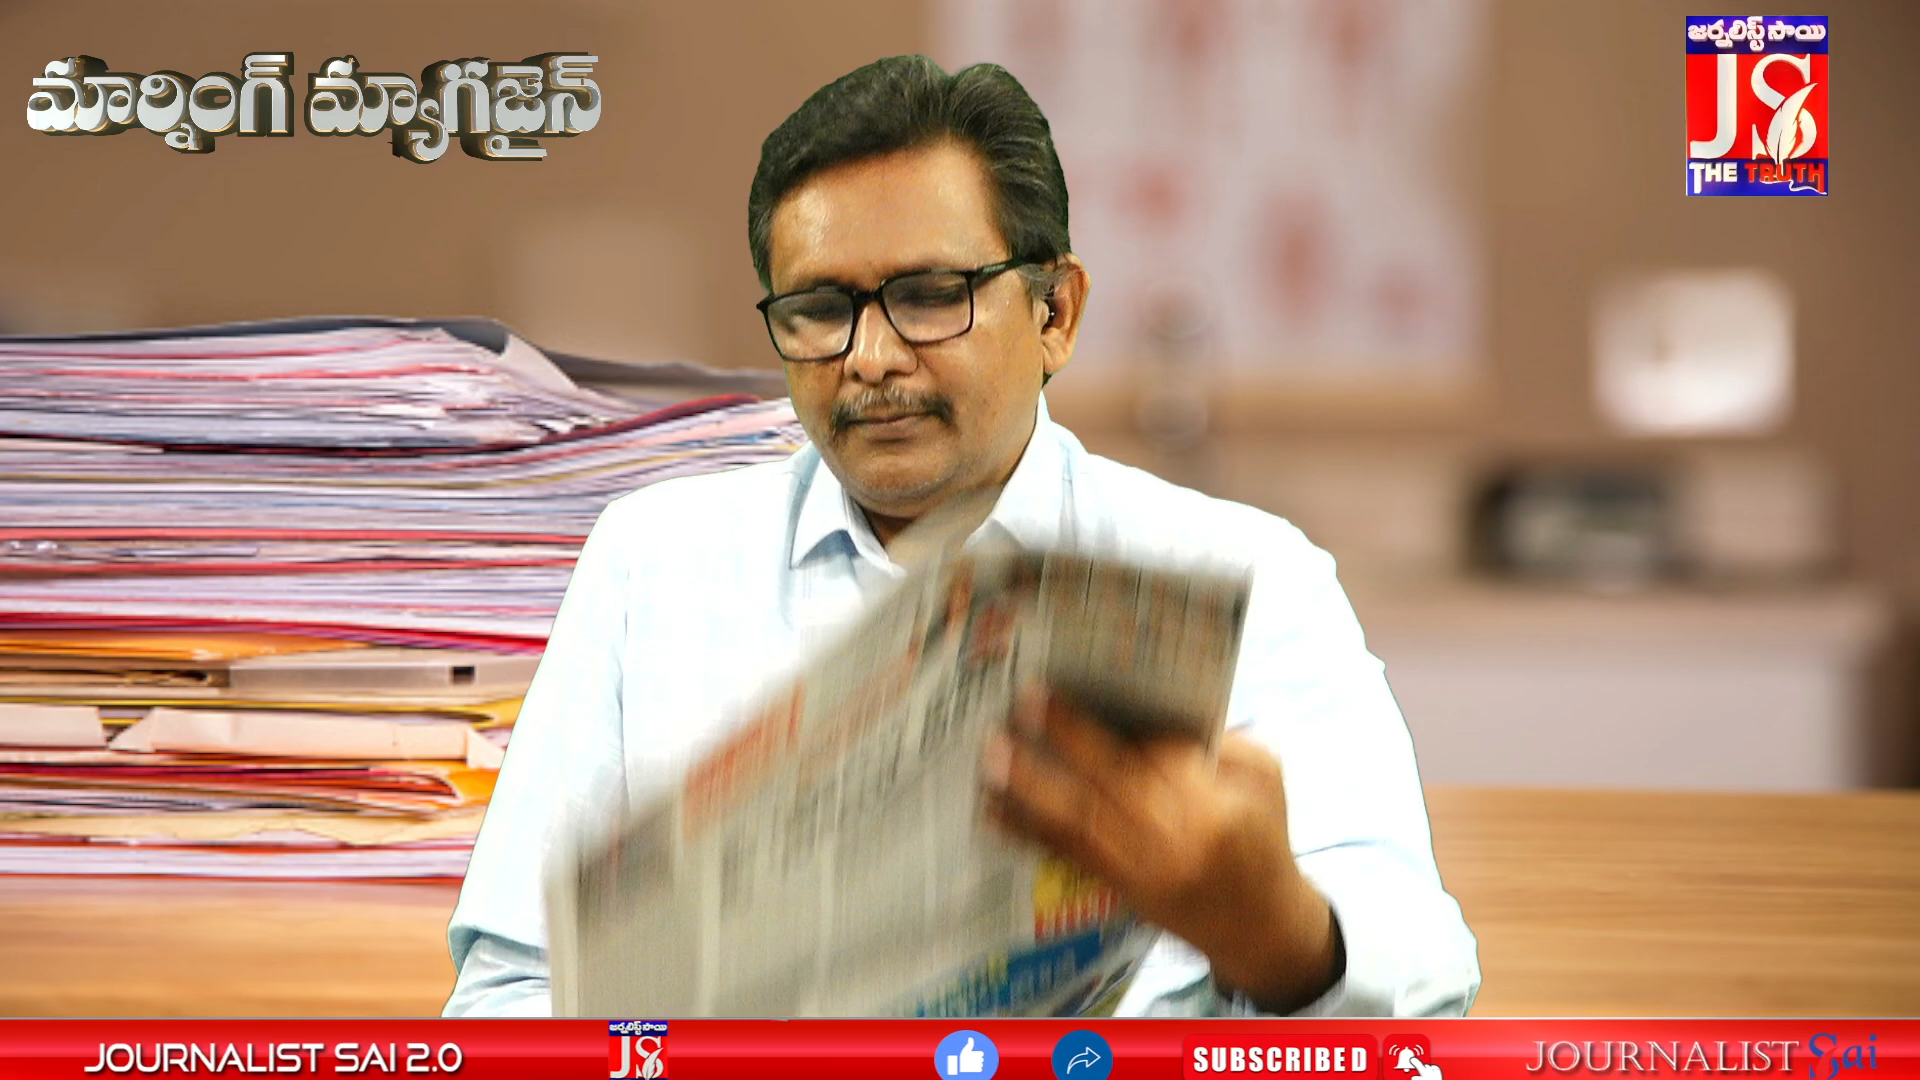 మార్నింగ్ మ్యాగజైన్
జర్నలిస్ట్ సాయి
JS
THE TRUTH
JOURNALIST SAI 2.0
జర్నలిస్ట్ సాయి
JS
SUBSCRIBED
JOURNALIST Sai